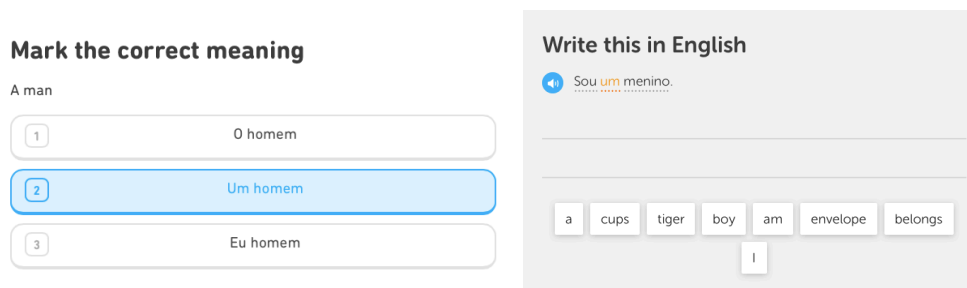 Mark the correct meaning
A man
1 O homem
2 Um homem
3 Eu homem
Write this in English
Sou um menino.
a cups tiger boy am envelope belongs
I